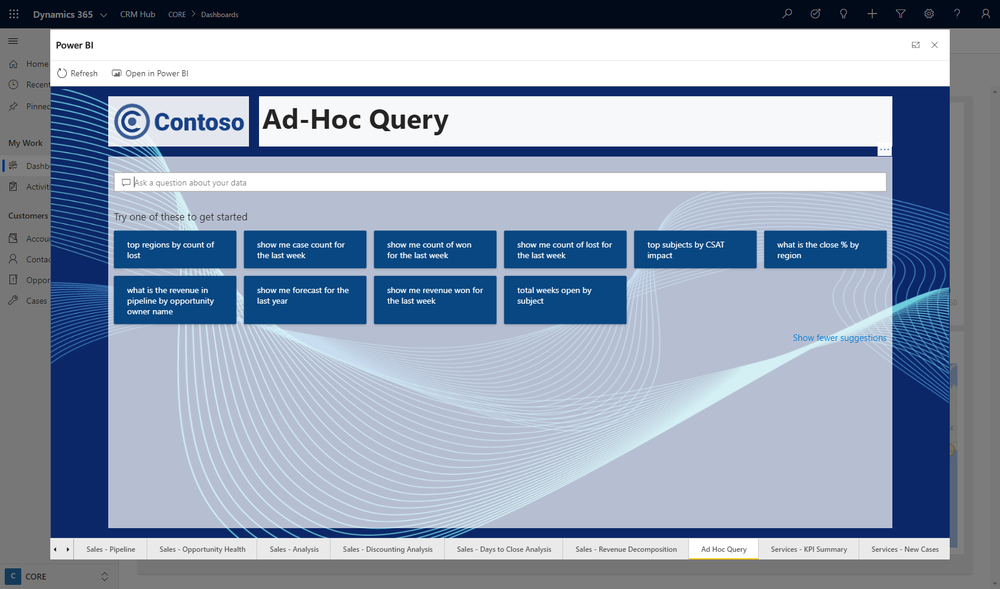 Dynamics 365
CRM Hub
CORE > Dashboards
Power BI
Refresh
Open in Power BI
Home
Recent
Pinned
My Work
Dashb
Activiti
Customers
Accou
Contac
Oppor
Cases
C CORE
Contoso
Ad-Hoc Query
Ask a question about your data
Try one of these to get started
top regions by count of
lost
show me case count for
the last week
show me count of won
for the last week
show me count of lost for
the last week
top subjects by CSAT
impact
what is the close % by
region
what is the revenue in
pipeline by opportunity
owner name
show me forecast for the
last year
show me revenue won for
the last week
total weeks open by
subject
Show fewer suggestions
Sales - Pipeline
Sales - Opportunity Health
Sales - Analysis
Sales - Discounting Analysis
Sales - Days to Close Analysis
Sales - Revenue Decomposition
Ad Hoc Query
Services - KPI Summary
Services - New Cases